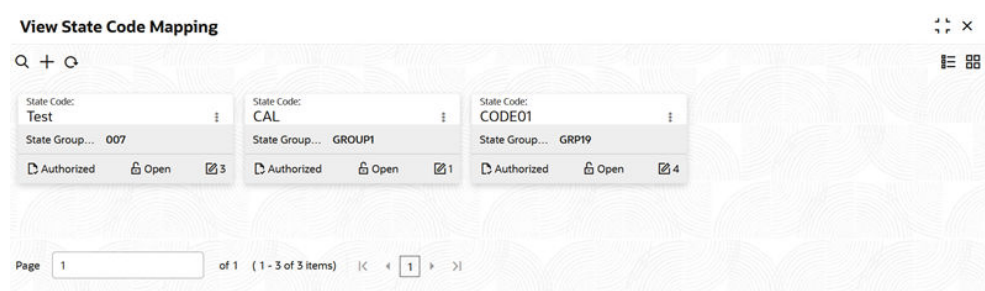 View State Code Mapping
State Code:
Test
State Group... 007
Authorized Open 3
State Code:
CAL
State Group... GROUP1
Authorized Open 1
State Code:
CODE01
State Group... GRP19
Authorized Open 4
Page 1 of 1 (1 - 3 of 3 items) 1